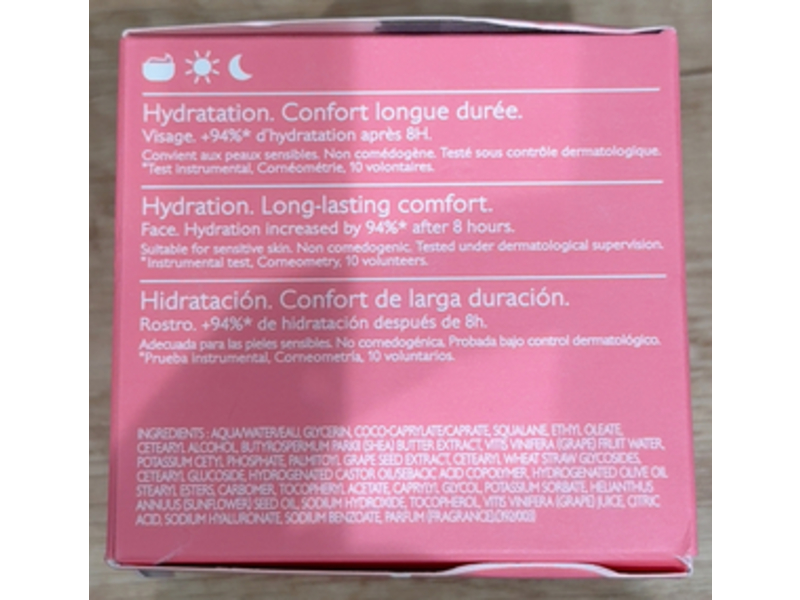 Hydratation. Confort longue durée.
Visage. +94%* d'hydratation après 8H.
Convient aux peaux sensibles. Non comédogène. Testé sous contrôle dermatologique.
*Test instrumental, Cornéométrie, 10 volontaires.
Hydration. Long-lasting comfort.
Face. Hydration increased by 94%* after 8 hours.
Suitable for sensitive skin. Non comedogenic. Tested under dermatological supervision.
*Instrumental test, Corneometry, 10 volunteers.
Hidratación. Confort de larga duración.
Rostro. +94%* de hidratación después de 8h.
Adecuada para las pieles sensibles. No comedogénica. Probada bajo control dermatológico.
*Prueba instrumental, Corneometria, 10 voluntarios.
INGREDIENTS : AQUA/WATER/EAU, GLYCERIN, COCO-CAPRYLATE/CAPRATE, SQUALANE, ETHYL OLEATE,
CETEARYL ALCOHOL, BUTYROSPERMUM PARKII (SHEA) BUTTER EXTRACT, VITIS VINIFERA (GRAPE) FRUIT WATER,
POTASSIUM CETYL PHOSPHATE, PALMITOYL GRAPE SEED EXTRACT, CETEARYL WHEAT STRAW GLYCOSIDES,
CETEARYL GLUCOSIDE, HYDROGENATED CASTOR OIL/SEBACIC ACID COPOLYMER, HYDROGENATED OLIVE OIL
STEARYL ESTERS, CARBOMER, TOCOPHERYL ACETATE, CAPRYLYL GLYCOL, POTASSIUM SORBATE, HELIANTHUS
ANNUUS (SUNFLOWER) SEED OIL, SODIUM HYDROXIDE, TOCOPHEROL, VITIS VINIFERA (GRAPE) JUICE, CITRIC
ACID, SODIUM HYALURONATE, SODIUM BENZOATE, PARFUM (FRAGRANCE).